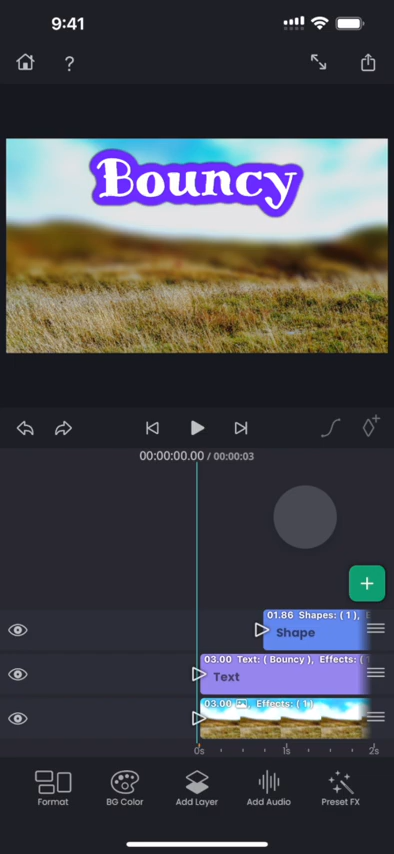 9:41
?
Bouncy
00:00:00.00 / 00:00:03
+
01.86 Shapes: ( 1 ),
Shape
03.00 Text: ( Bouncy ), Effects: ( 1
Text
03.00 , Effects: ( 1 )
0s 1s 2s
Format BG Color Add Layer Add Audio Preset FX